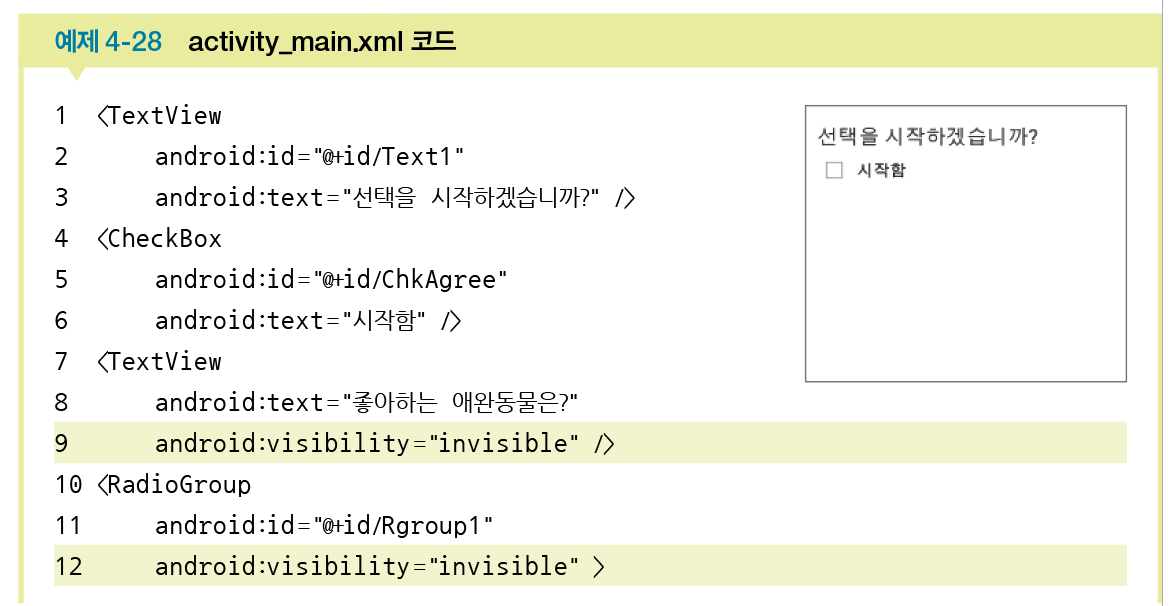 예제 4-28 activity_main.xml 코드
1 <TextView
2 android:id="@+id/Text1"
3 android:text="선택을 시작하겠습니까?" />
4 <CheckBox
5 android:id="@+id/ChkAgree"
6 android:text="시작함" />
7 <TextView
8 android:text="좋아하는 애완동물은?"
9 android:visibility="invisible" />
10 <RadioGroup
11 android:id="@+id/Rgroup1"
12 android:visibility="invisible" >
선택을 시작하겠습니까?
시작함